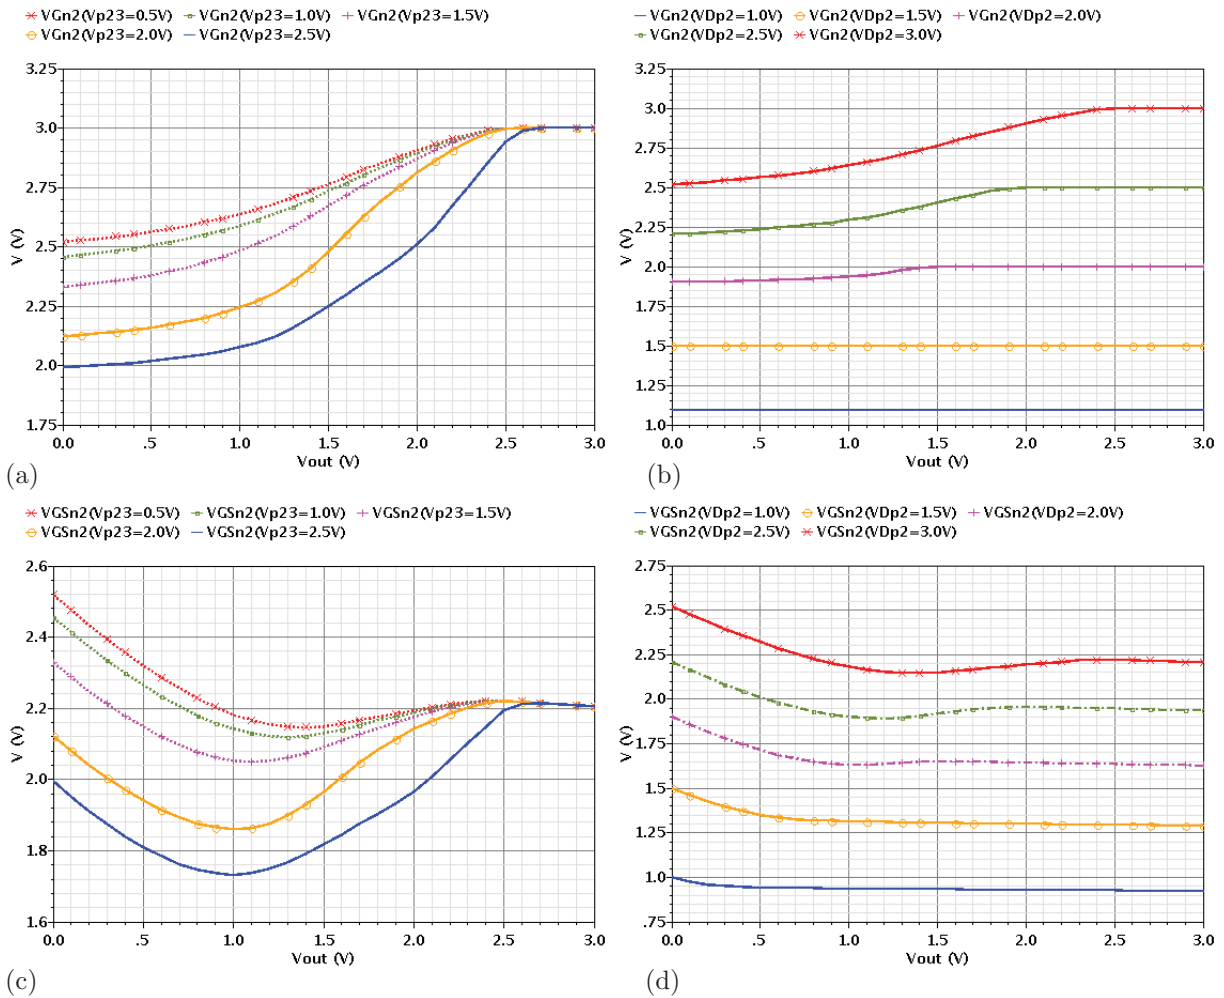 VGn2(Vp23=0.5V) VGn2(Vp23=1.0V) VGn2(Vp23=1.5V)
VGn2(Vp23=2.0V) VGn2(Vp23=2.5V)
3.25
3.0
2.75
2.5
2.25
2.0
1.75
V (V)
0.0 .5 1.0 1.5 2.0 2.5 3.0
Vout (V)
(a)
VGn2(VDp2=1.0V) VGn2(VDp2=1.5V) VGn2(VDp2=2.0V)
VGn2(VDp2=2.5V) VGn2(VDp2=3.0V)
3.25
3.0
2.75
2.5
2.25
2.0
1.75
1.5
1.25
1.0
V (V)
0.0 .5 1.0 1.5 2.0 2.5 3.0
Vout (V)
(b)
VGSn2(Vp23=0.5V) VGSn2(Vp23=1.0V) VGSn2(Vp23=1.5V)
VGSn2(Vp23=2.0V) VGSn2(Vp23=2.5V)
2.6
2.4
2.2
2.0
1.8
1.6
V (V)
0.0 .5 1.0 1.5 2.0 2.5 3.0
Vout (V)
(c)
VGSn2(VDp2=1.0V) VGSn2(VDp2=1.5V) VGSn2(VDp2=2.0V)
VGSn2(VDp2=2.5V) VGSn2(VDp2=3.0V)
2.75
2.5
2.25
2.0
1.75
1.5
1.25
1.0
.75
V (V)
0.0 .5 1.0 1.5 2.0 2.5 3.0
Vout (V)
(d)